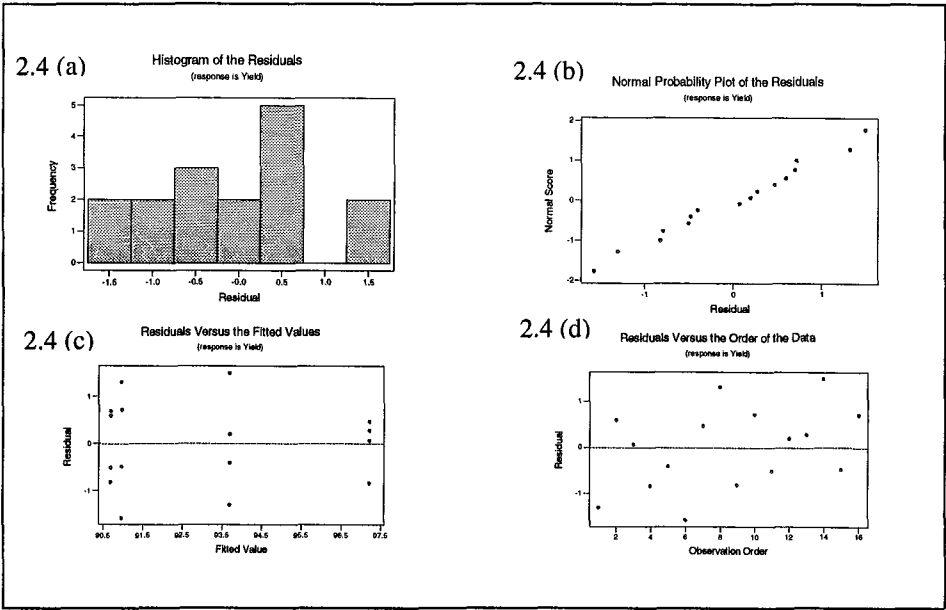 2.4 (a)
Histogram of the Residuals
(response is Yield)
5
4
3
2
1
0
Frequency
-1.5 -1.0 -0.5 -0.0 0.5 1.0 1.5
Residual
2.4 (b)
Normal Probability Plot of the Residuals
(response is Yield)
2
1
0
-1
-2
Normal Score
-1 0 1
Residual
2.4 (c)
Residuals Versus the Fitted Values
(response is Yield)
1
0
-1
Residual
90.5 91.5 92.5 93.5 94.5 95.5 96.5 97.5
Fitted Value
2.4 (d)
Residuals Versus the Order of the Data
(response is Yield)
1
0
-1
Residual
2 4 6 8 10 12 14 16
Observation Order